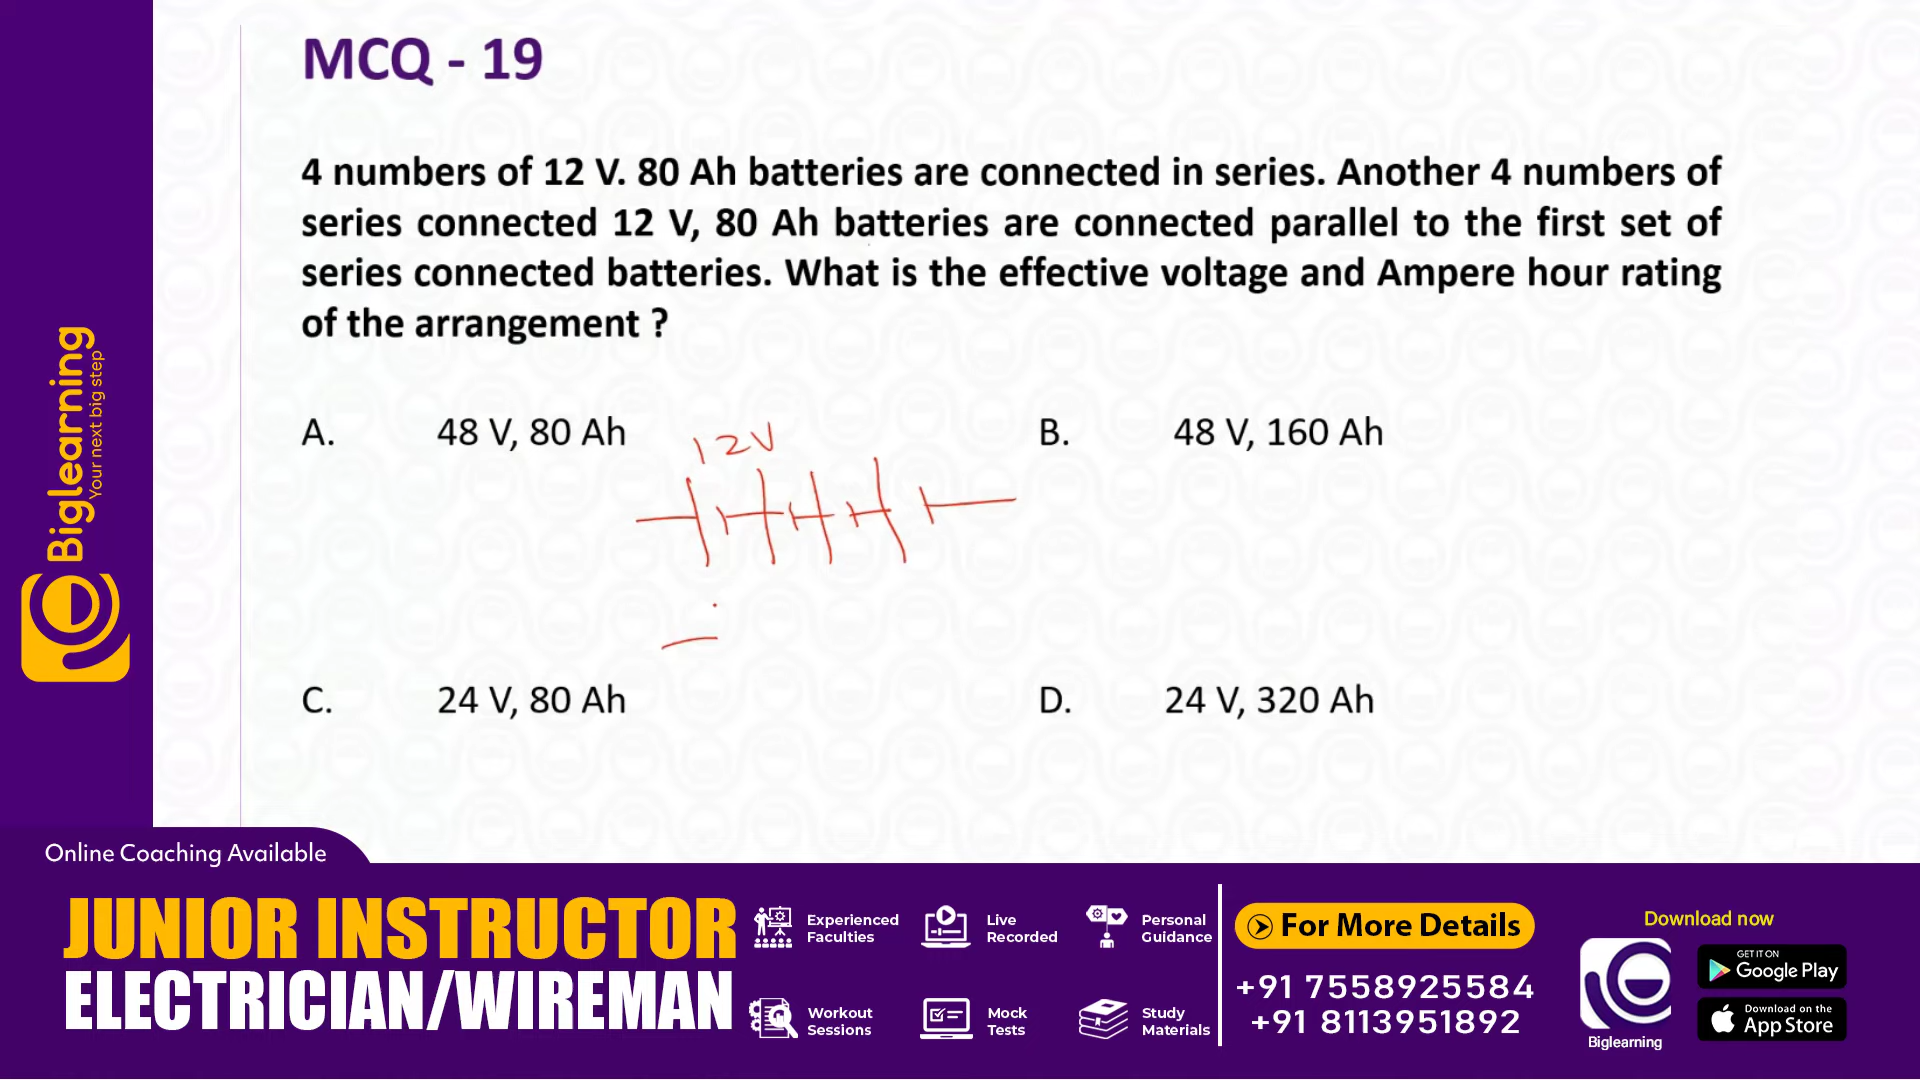 MCQ - 19
4 numbers of 12 V. 80 Ah batteries are connected in series. Another 4 numbers of
series connected 12 V, 80 Ah batteries are connected parallel to the first set of
series connected batteries. What is the effective voltage and Ampere hour rating
of the arrangement ?
A. 48 V, 80 Ah
B. 48 V, 160 Ah
12V
C. 24 V, 80 Ah
D. 24 V, 320 Ah
Biglearning
Your next big step
Online Coaching Available
JUNIOR INSTRUCTOR
ELECTRICIAN/WIREMAN
Experienced
Faculties
Live
Recorded
Personal
Guidance
Workout
Sessions
Mock
Tests
Study
Materials
For More Details
+91 7558925584
+91 8113951892
Download now
Biglearning
GET IT ON
Google Play
Download on the
App Store